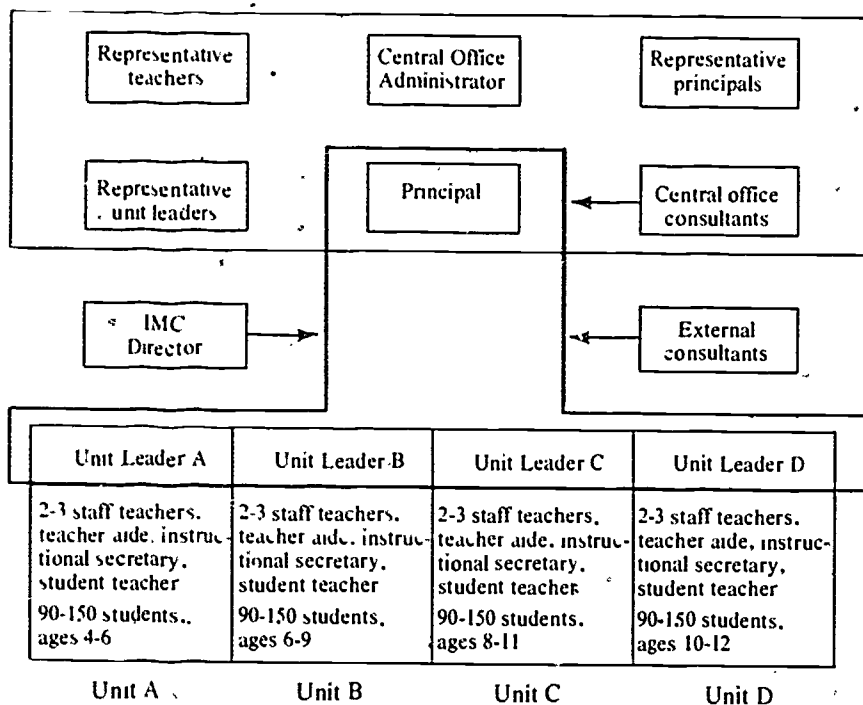 Representative
teachers
Central Office
Administrator
Representative
principals
Representative
unit leaders
Principal
Central office
consultants
IMC
Director
External
consultants
Unit Leader A
Unit Leader B
Unit Leader C
Unit Leader D
2-3 staff teachers,
teacher aide, instruc-
tional secretary,
student teacher
90-150 students,
ages 4-6
2-3 staff teachers,
teacher aide, instruc-
tional secretary,
student teacher
90-150 students,
ages 6-9
2-3 staff teachers,
teacher aide, instruc-
tional secretary,
student teacher
90-150 students,
ages 8-11
2-3 staff teachers,
teacher aide, instruc-
tional secretary,
student teacher
90-150 students,
ages 10-12
Unit A
Unit B
Unit C
Unit D